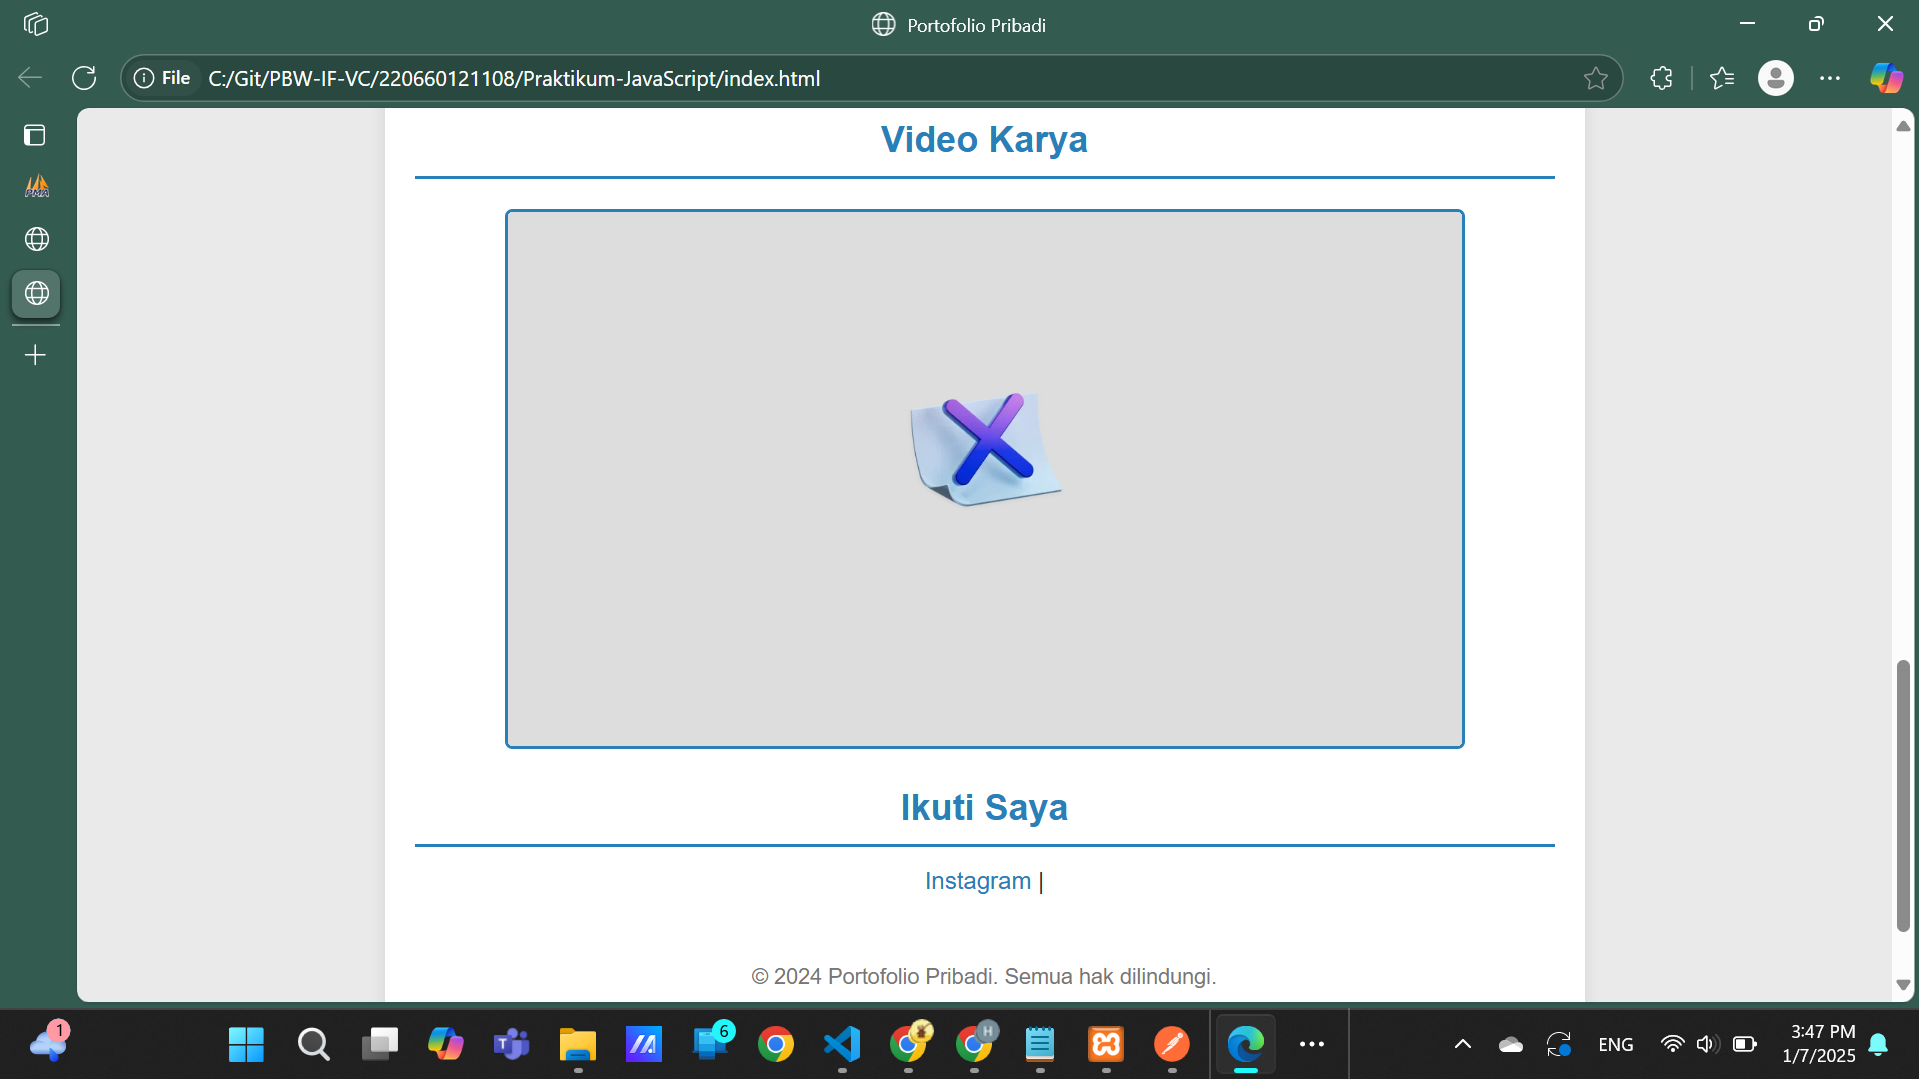 Portofolio Pribadi
File C:/Git/PBW-IF-VC/220660121108/Praktikum-JavaScript/index.html
PMA
Video Karya
Ikuti Saya
Instagram |
© 2024 Portofolio Pribadi. Semua hak dilindungi.
1
T
6
H
ENG
3:47 PM
1/7/2025